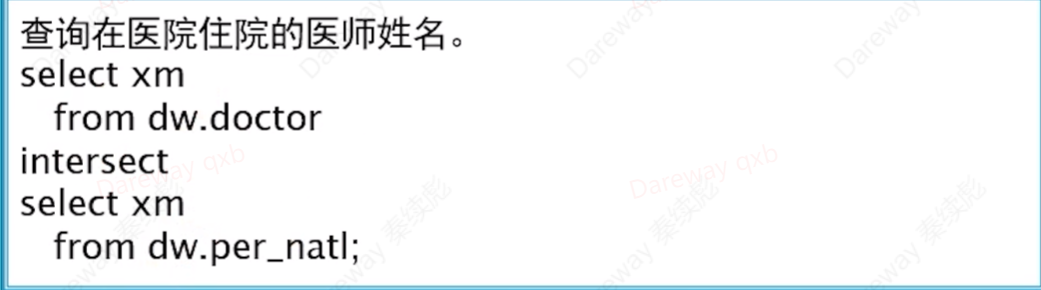 查询在医院住院的医师姓名。
select xm
from dw.doctor
intersect
select xm
from dw.per_natl;
Dareway qxb
Dareway qxb
Dareway
Dareway
Dareway
Dareway 秦续彪
Dareway 秦续彪
Dareway 秦续彪